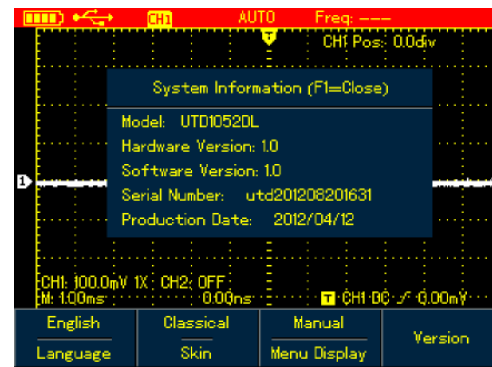 CH1 AUTO Freq: ----
T CH1 Pos: 0.0div
System Information (F1=Close)
Model: UTD1052DL
Hardware Version: 1.0
Software Version: 1.0
1
Serial Number: utd201208201631
Production Date: 2012/04/12
CH1: 100.0mV 1X CH2: OFF
M: 1.00ms 0.00ns T CH1 DC 0.00mV
English Classical Manual Version
Language Skin Menu Display